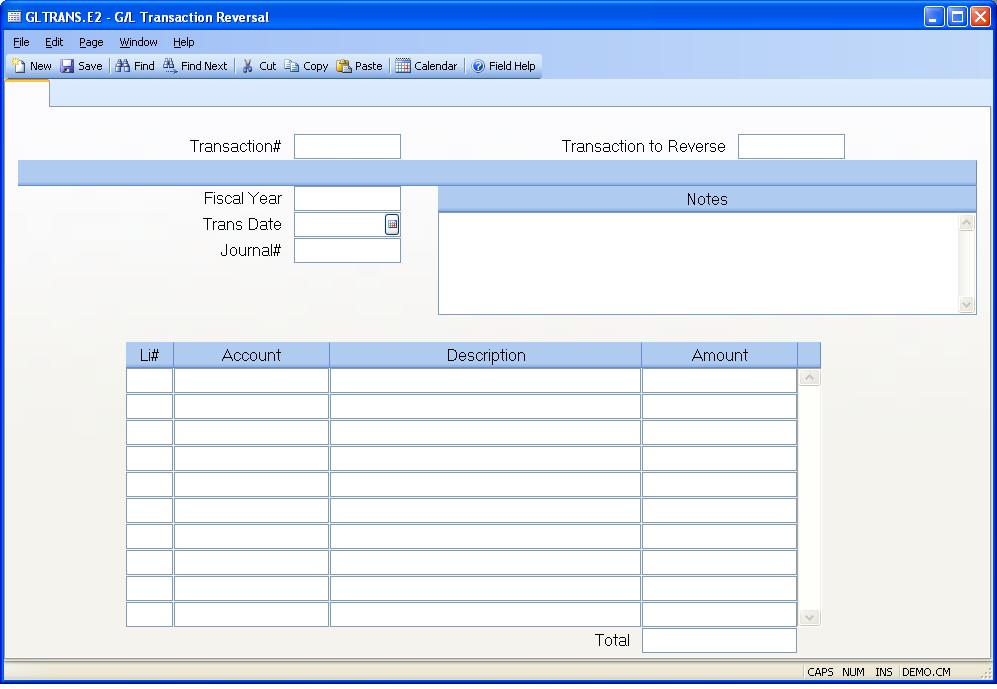 GLTRANS.E2 - G/L Transaction Reversal
File Edit Page Window Help
New Save Find Find Next Cut Copy Paste Calendar Field Help
Transaction# Transaction to Reverse
Fiscal Year Notes
Trans Date
Journal#
Li# Account Description Amount
Total
CAPS NUM INS DEMO.CM